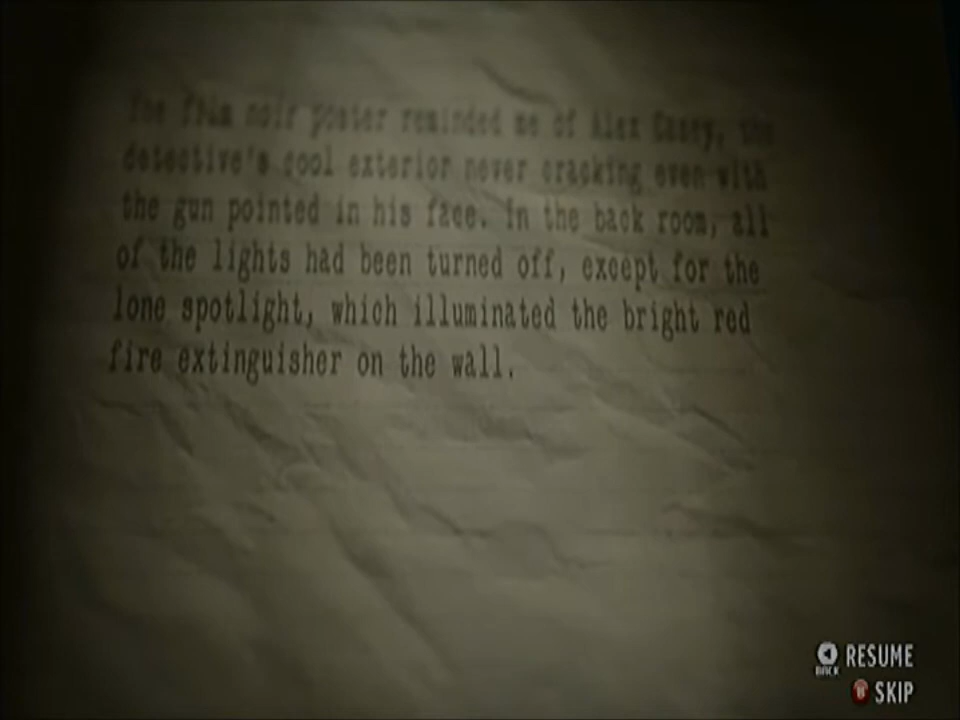 The film noir poster reminded me of Alex Casey, the
detective's cool exterior never cracking even with
the gun pointed in his face. In the back room, all
of the lights had been turned off, except for the
lone spotlight, which illuminated the bright red
fire extinguisher on the wall.
BACK RESUME
B SKIP